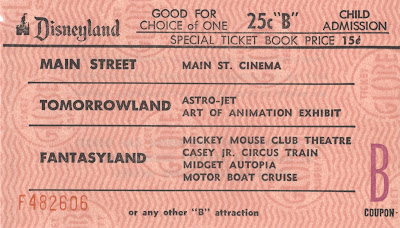 Disneyland
GOOD FOR
CHOICE of ONE
25¢ "B"
CHILD
ADMISSION
SPECIAL TICKET BOOK PRICE 15¢
MAIN STREET
MAIN ST. CINEMA
TOMORROWLAND
ASTRO-JET
ART OF ANIMATION EXHIBIT
FANTASYLAND
MICKEY MOUSE CLUB THEATRE
CASEY JR. CIRCUS TRAIN
MIDGET AUTOPIA
MOTOR BOAT CRUISE
F482606
or any other "B" attraction
B
COUPON